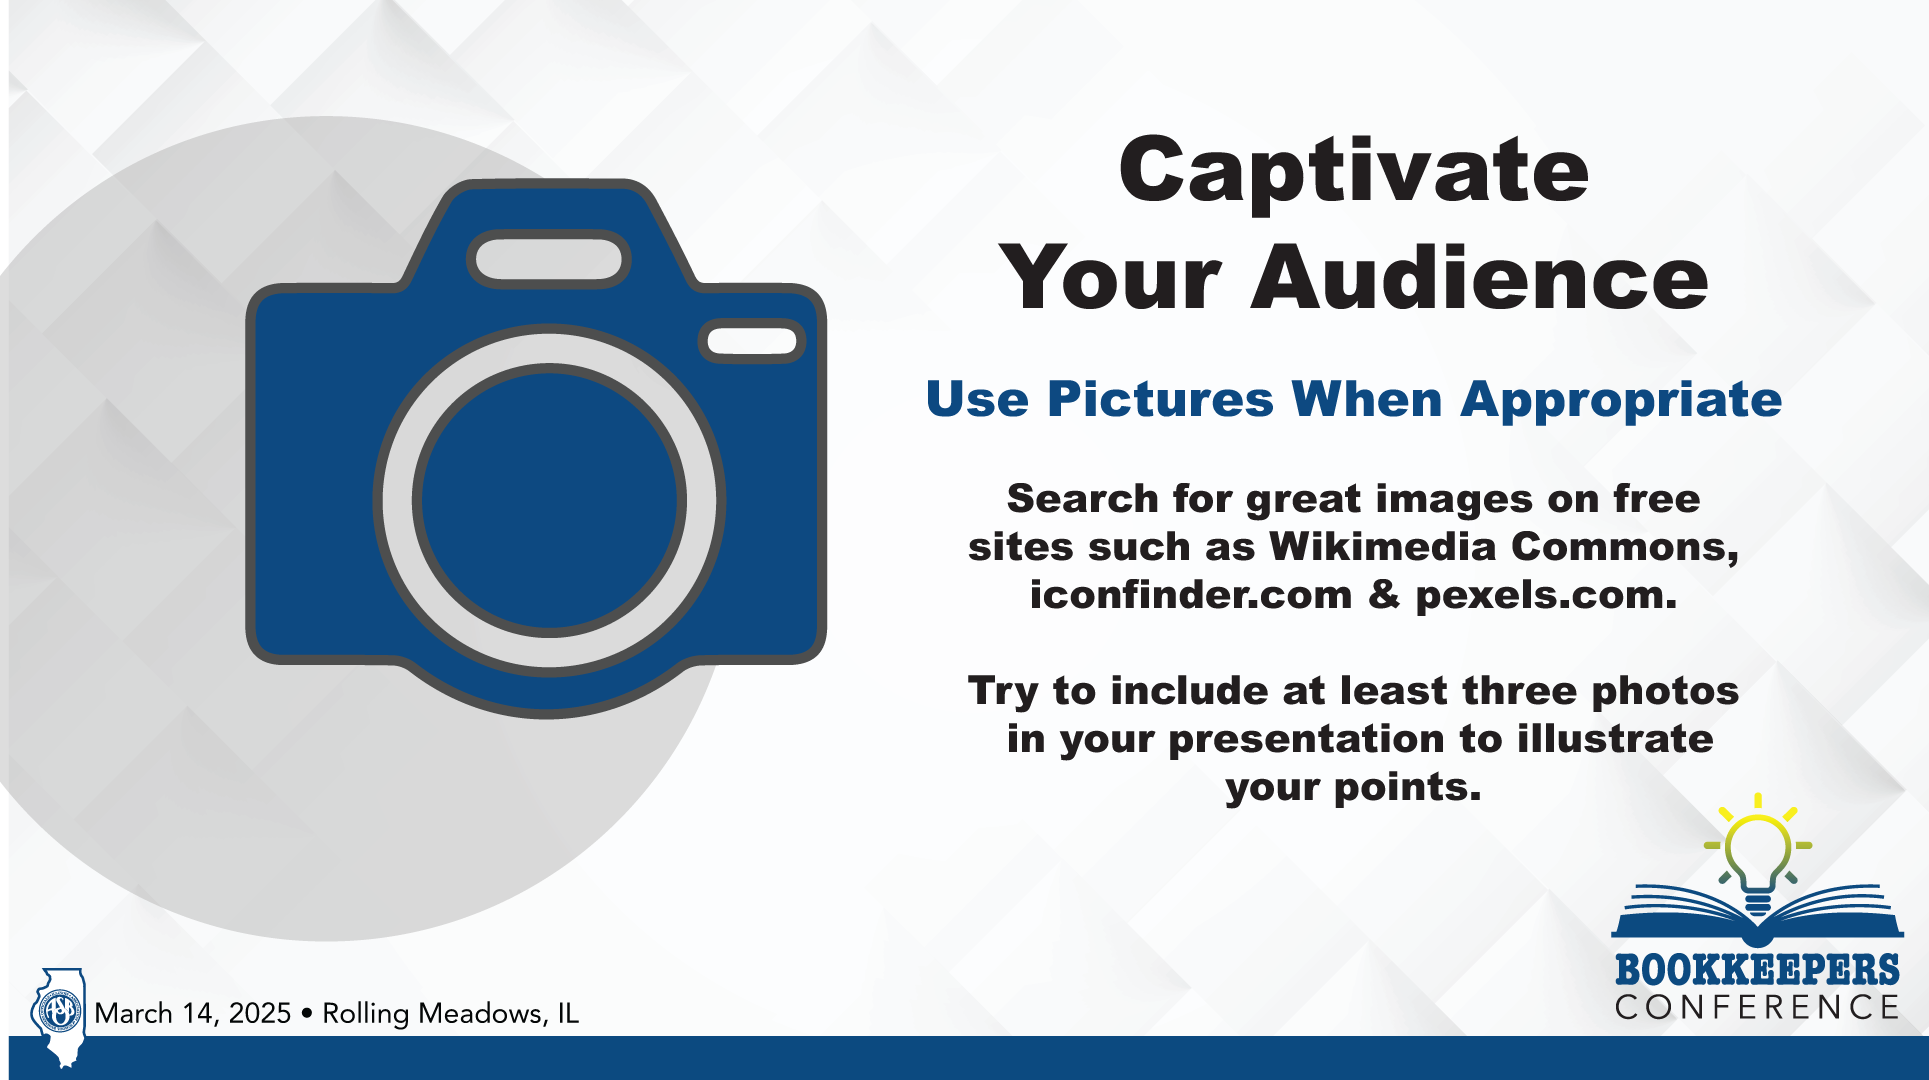 Captivate
Your Audience
Use Pictures When Appropriate
Search for great images on free
sites such as Wikimedia Commons,
iconfinder.com & pexels.com.
Try to include at least three photos
in your presentation to illustrate
your points.
BOOKKEEPERS
CONFERENCE
March 14, 2025 • Rolling Meadows, IL